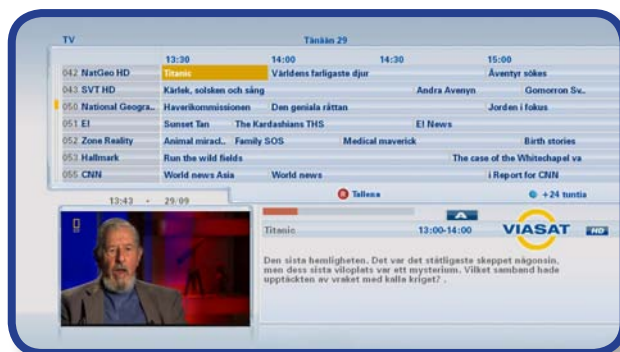 TV Tänään 29
13:30 14:00 14:30 15:00
042 NatGeo HD Titanic Världens farligaste djur Äventyr sökes
043 SVT HD Kärlek, solsken och sång Andra Avenyn Gomorron Sv..
050 National Geogra.. Haverikommissionen Den geniala råttan Jorden i fokus
051 E! Sunset Tan The Kardashians THS E! News
052 Zone Reality Animal miracl.. Family SOS Medical maverick Birth stories
053 Hallmark Run the wild fields The case of the Whitechapel va
055 CNN World news Asia World news i Report for CNN
13:43 - 29/09 R Tallena +24 tuntia
A
Titanic 13:00-14:00 VIASAT HD
Den sista hemligheten. Det var det ståtligaste skeppet någonsin,
men dess sista viloplats var ett mysterium. Vilket samband hade
upptäckten av vraket med kalla kriget? .